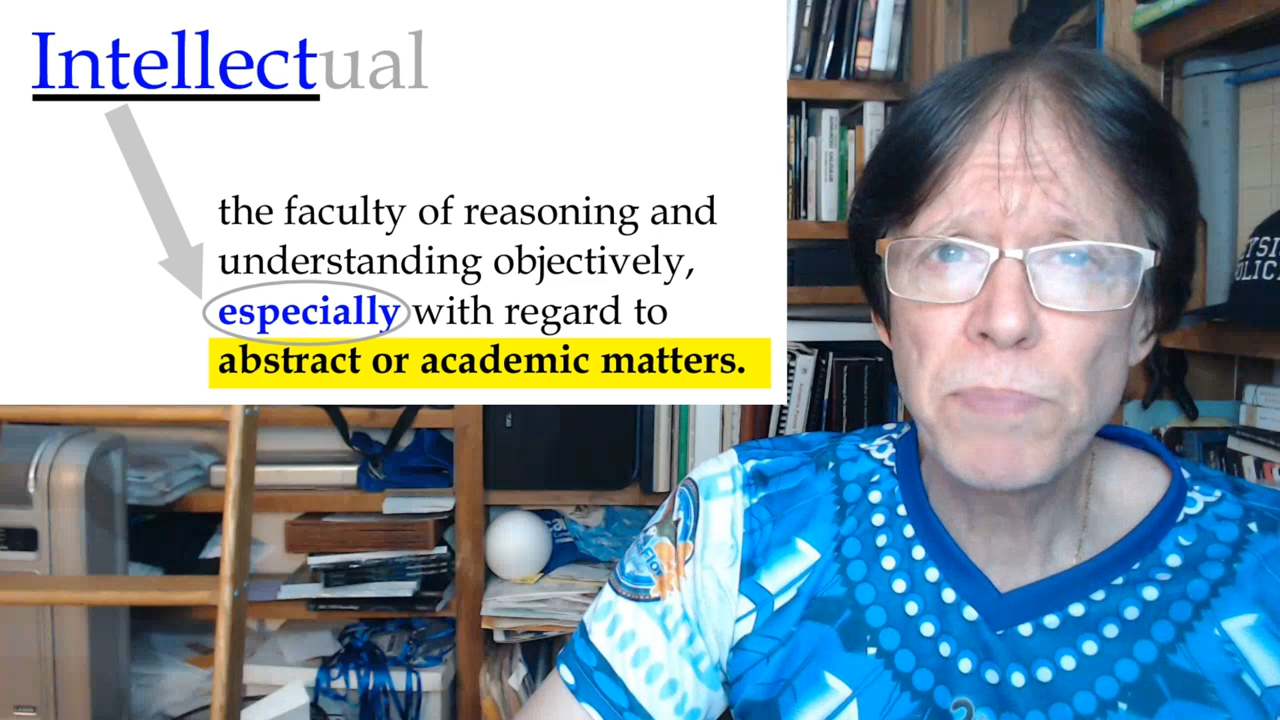 Intellectual
the faculty of reasoning and
understanding objectively,
especially with regard to
abstract or academic matters.